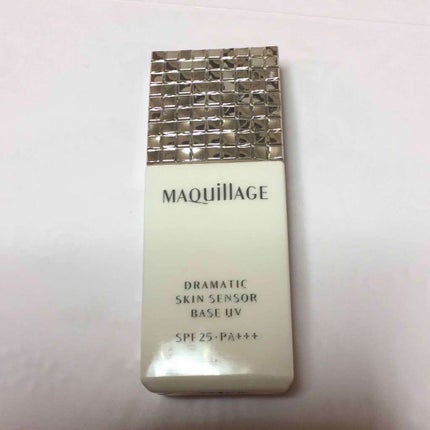 MAQuillAGE
DRAMATIC
SKIN SENSOR
BASE UV
SPF25・PA+++